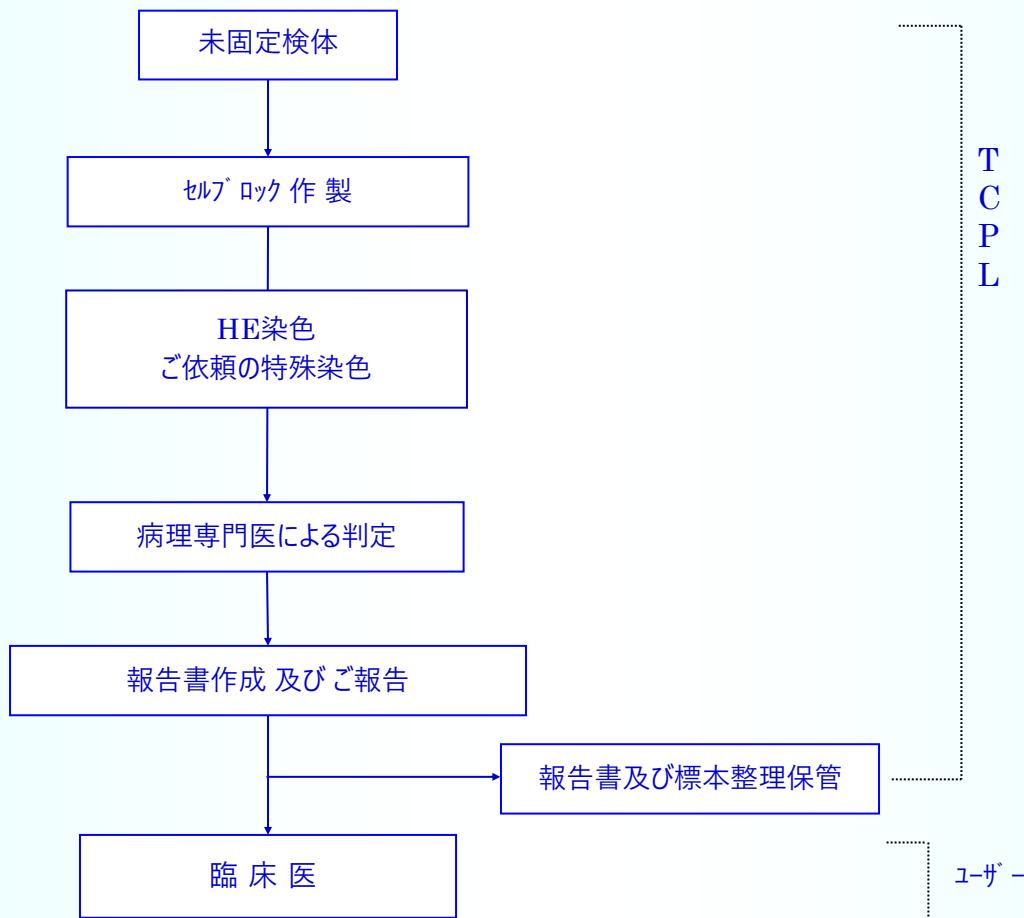 未固定検体
ｾﾙﾌﾞﾛｯｸ 作 製
HE染色
ご依頼の特殊染色
病理専門医による判定
報告書作成 及び ご報告
報告書及び標本整理保管
臨 床 医
T
C
P
L
ﾕｰｻﾞｰ